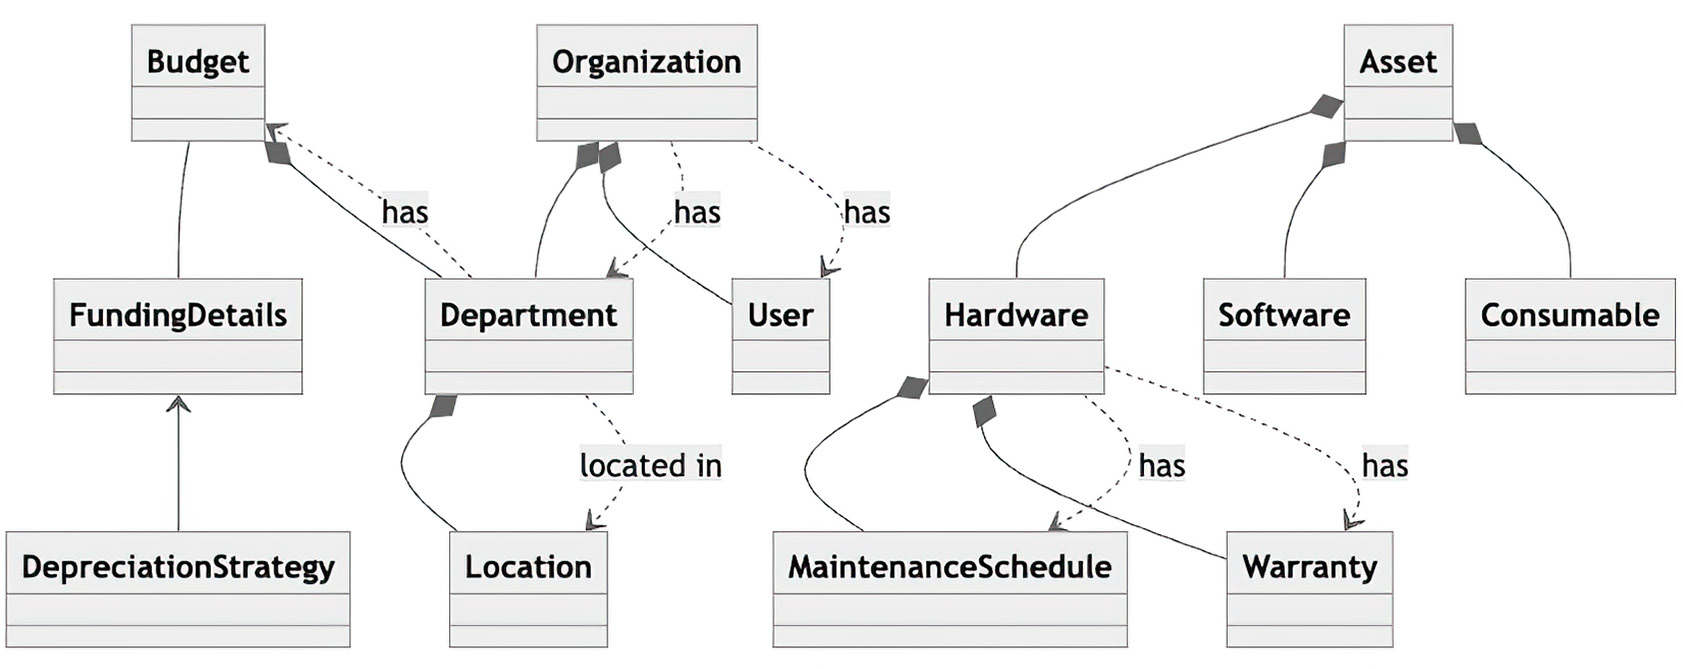 Budget
Organization
Asset
has
has
has
FundingDetails
Department
User
Hardware
Software
Consumable
located in
has
has
DepreciationStrategy
Location
MaintenanceSchedule
Warranty